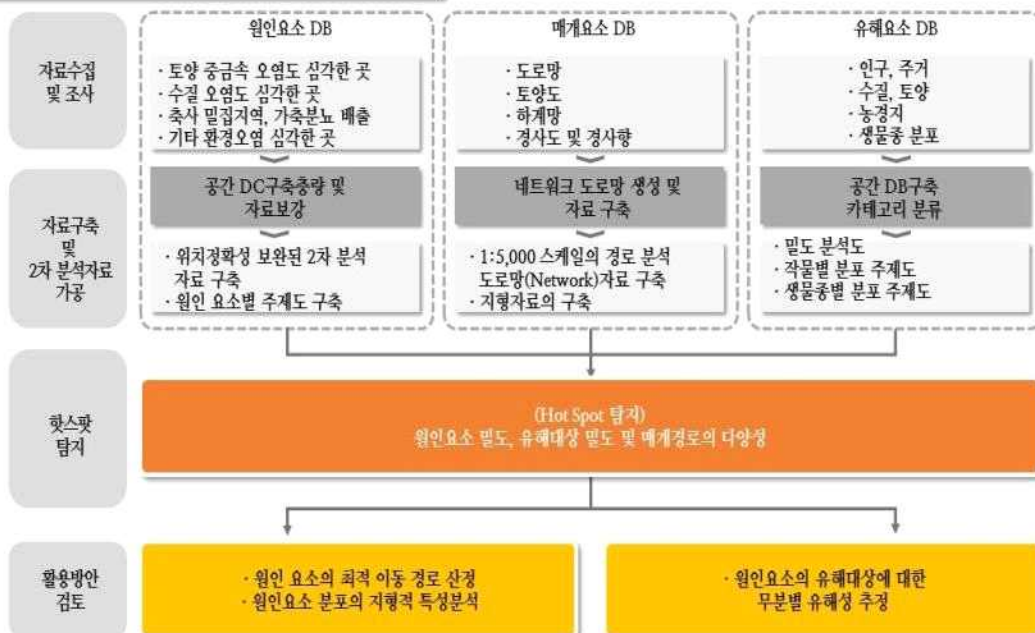 원인요소 DB
매개요소 DB
유해요소 DB
자료수집
및 조사
· 토양 중금속 오염도 심각한 곳
· 수질 오염도 심각한 곳
· 축사 밀집지역, 가축분뇨 배출
· 기타 환경오염 심각한 곳
· 도로망
· 토양도
· 하계망
· 경사도 및 경사향
· 인구, 주거
· 수질, 토양
· 농경지
· 생물종 분포
자료구축
및
2차 분석자료
가공
공간 DC구축총량 및
자료보강
네트워크 도로망 생성 및
자료 구축
공간 DB구축
카테고리 분류
· 위치정확성 보완된 2차 분석
자료 구축
· 원인 요소별 주제도 구축
· 1:5,000 스케일의 경로 분석
도로망(Network)자료 구축
· 지형자료의 구축
· 밀도 분석도
· 작물별 분포 주제도
· 생물종별 분포 주제도
핫스팟
탐지
(Hot Spot 탐지)
원인요소 밀도, 유해대상 밀도 및 매개경로의 다양성
활용방안
검토
· 원인 요소의 최적 이동 경로 산정
· 원인요소 분포의 지형적 특성분석
· 원인요소의 유해대상에 대한
무분별 유해성 추정